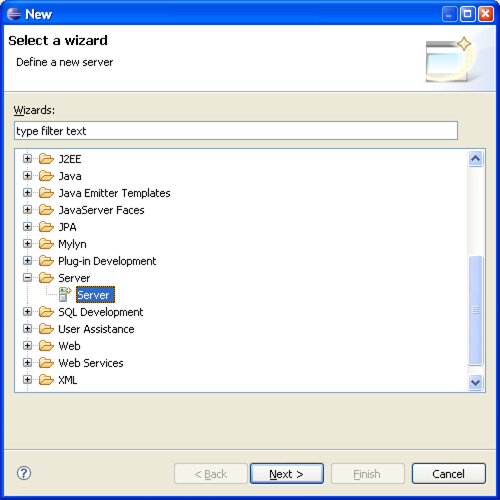 New
Select a wizard
Define a new server
Wizards:
type filter text
J2EE
Java
Java Emitter Templates
JavaServer Faces
JPA
Mylyn
Plug-in Development
Server
Server
SQL Development
User Assistance
Web
Web Services
XML
? < Back Next > Finish Cancel